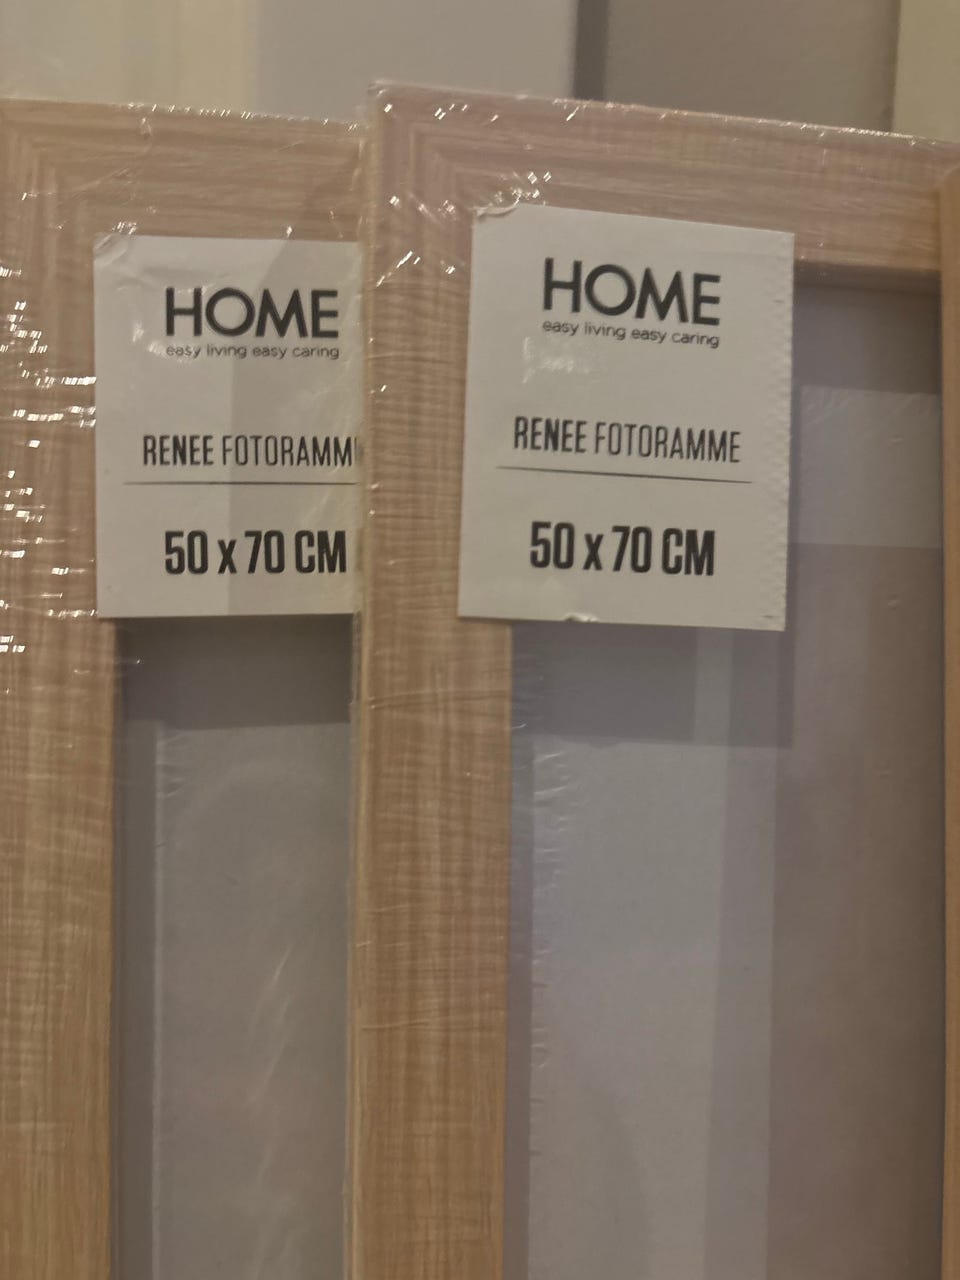 HOME
easy living easy caring
RENEE FOTORAMM
50 x 70 CM
HOME
easy living easy caring
RENEE FOTORAMME
50 x 70 CM